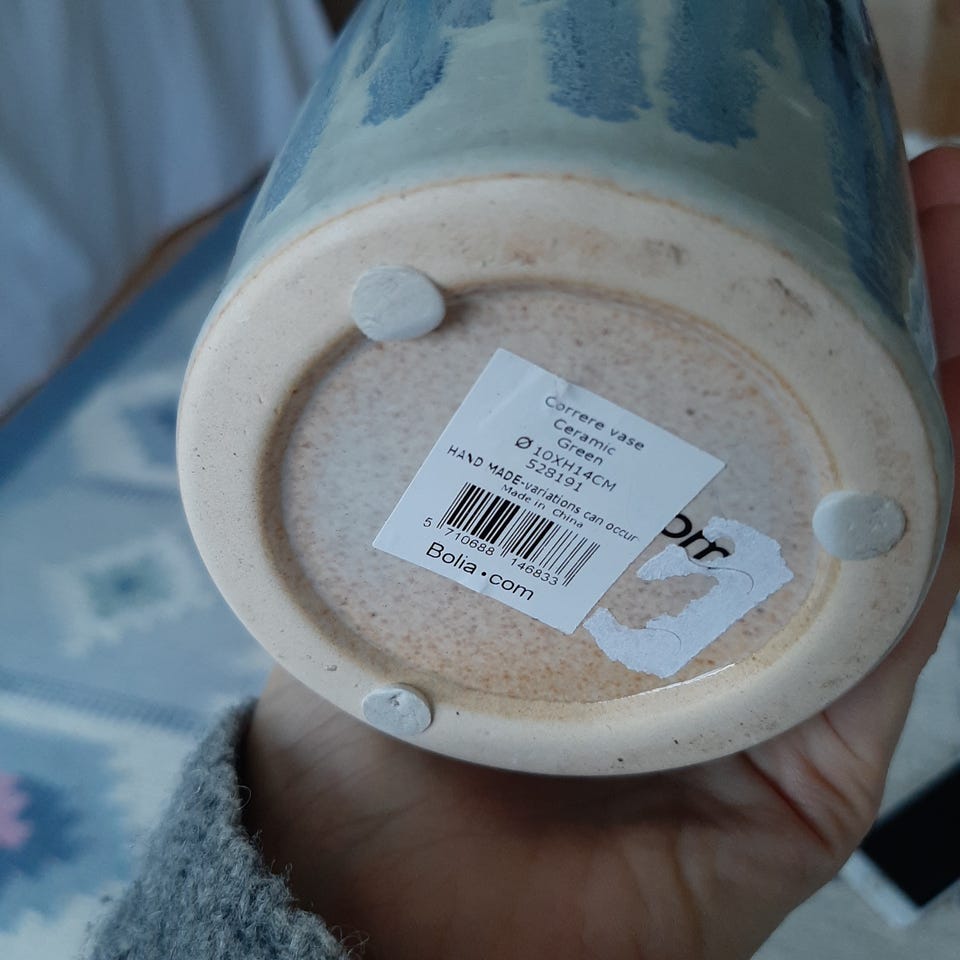 Correre vase
Ceramic
Green
Ø 10XH14CM
528191
HAND MADE-variations can occur
Made in China
5 710688 146833
Bolia.com
om